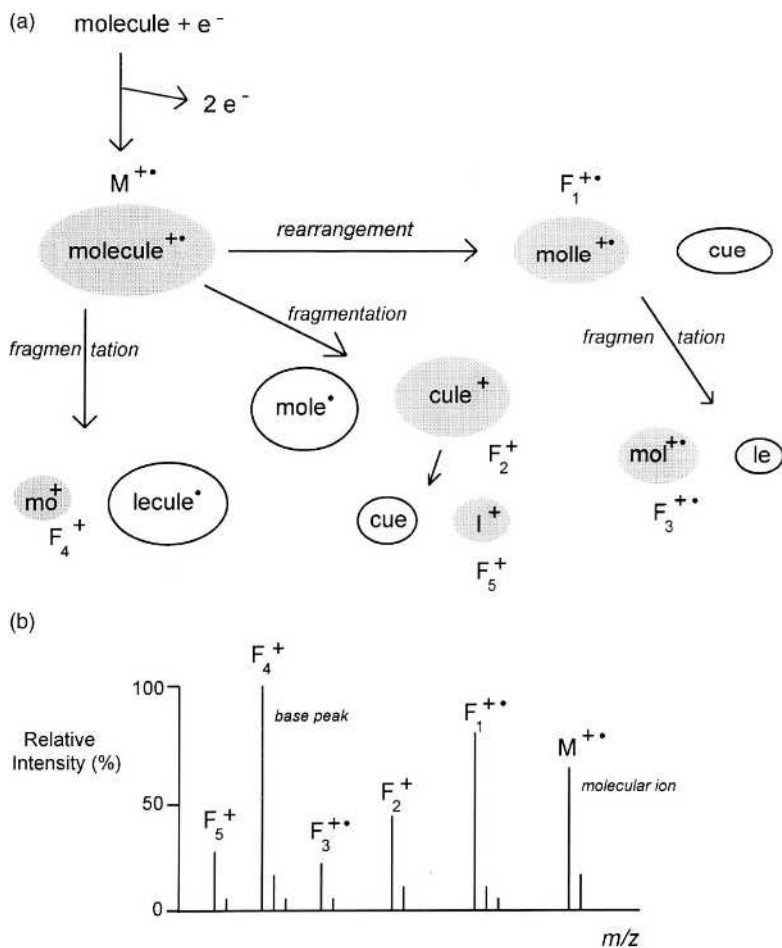 (a)
molecule + e⁻
2 e⁻
M⁺•
F₁⁺•
molecule⁺•
rearrangement
molle⁺•
cue
fragmentation
fragmen tation
fragmen tation
mole•
cule⁺
F₂⁺
mol⁺•
le
F₃⁺•
mo⁺
F₄⁺
lecule•
cue
l⁺
F₅⁺
(b)
F₄⁺
100
base peak
F₁⁺•
M⁺•
Relative
Intensity (%)
molecular ion
F₂⁺
50
F₅⁺
F₃⁺•
0
m/z